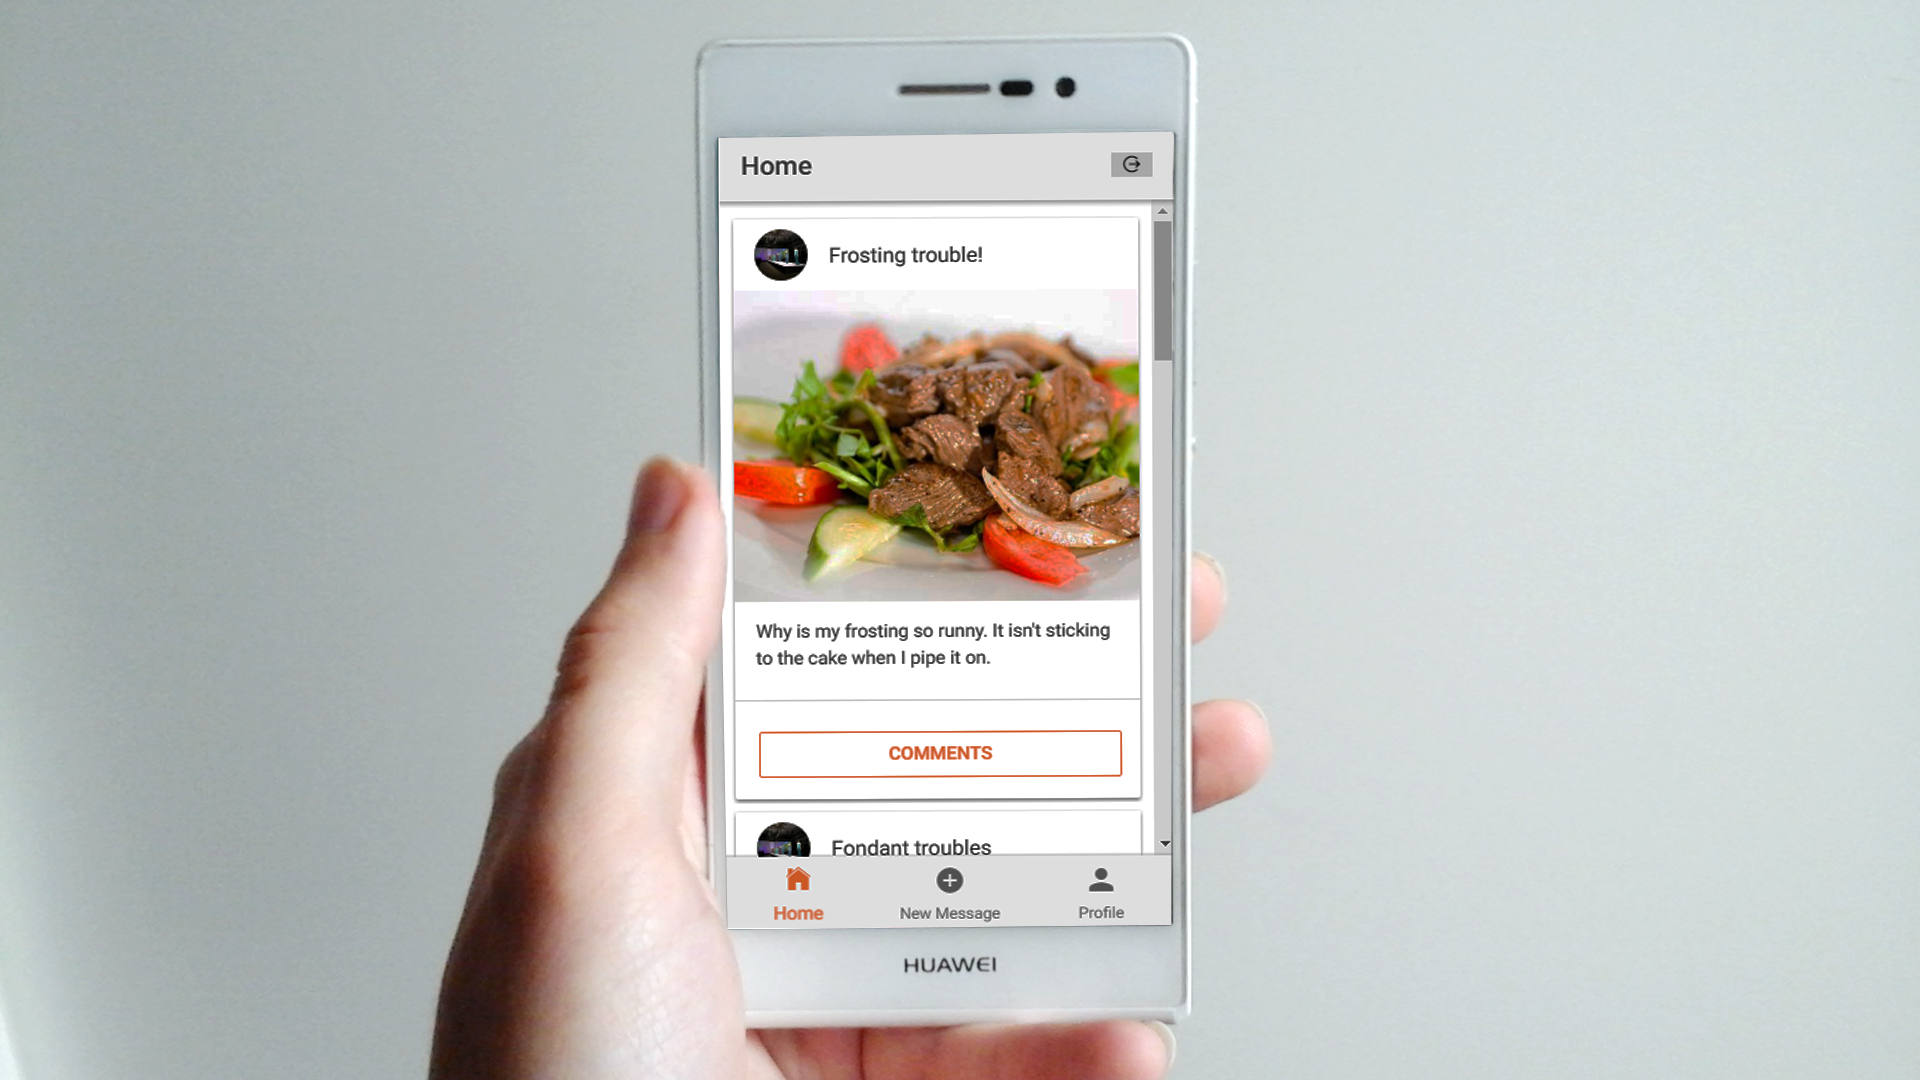 Home
Frosting trouble!
Why is my frosting so runny. It isn't sticking
to the cake when I pipe it on.
COMMENTS
Fondant troubles
Home
New Message
Profile
HUAWEI